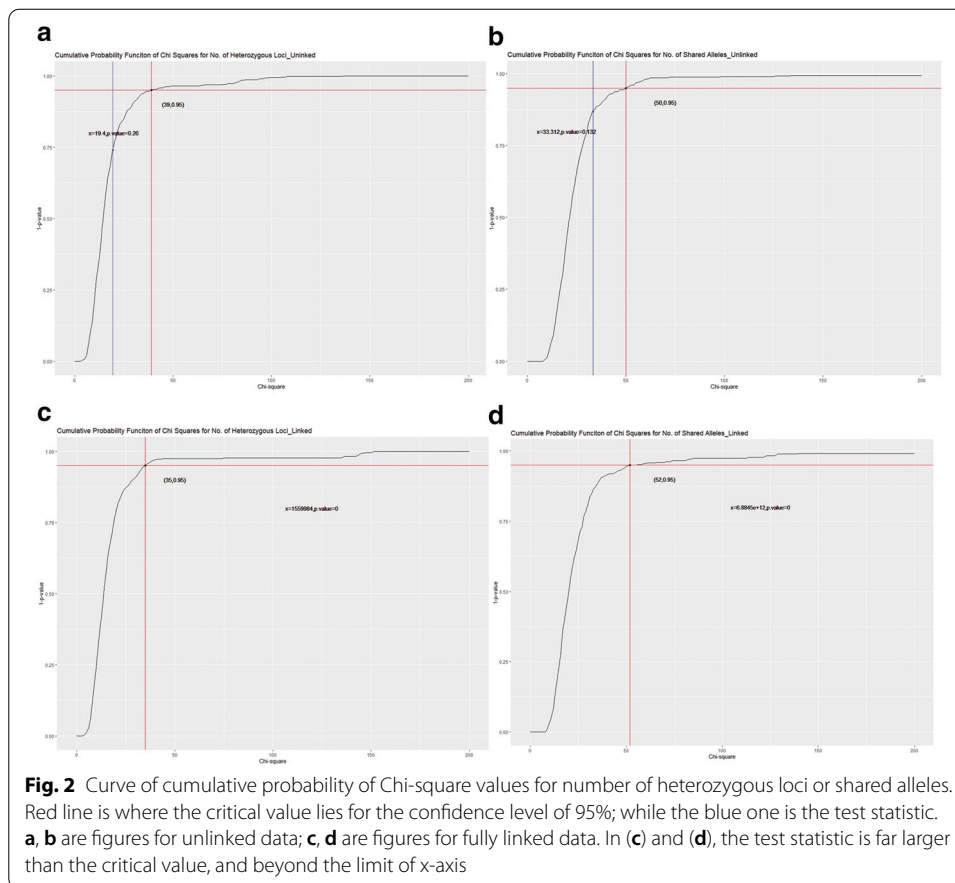 a
Cumulative Probability Funciton of Chi Squares for No. of Heterozygous Loci_Uninked
1.00
0.75
0.50
0.25
0.00
1-p-value
(39,0.95)
x=19.4,p.value=0.26
0
50
100
150
200
Chi-square
b
Cumulative Probability Funciton of Chi Squares for No. of Shared Alleles_Unlinked
1.00
0.75
0.50
0.25
0.00
1-p-value
(50,0.95)
x=33.312,p.value=0.132
0
50
100
150
200
Chi-square
c
Cumulative Probability Funciton of Chi Squares for No. of Heterozygous Loci_Linked
1.00
0.75
0.50
0.25
0.00
1-p-value
(35,0.95)
x=1559984,p.value=0
0
50
100
150
200
Chi-square
d
Cumulative Probability Funciton of Chi Squares for No. of Shared Alleles_Linked
1.00
0.75
0.50
0.25
0.00
1-p-value
(52,0.95)
x=6.8845e+12,p.value=0
0
50
100
150
200
Chi-square
Fig. 2 Curve of cumulative probability of Chi-square values for number of heterozygous loci or shared alleles.
Red line is where the critical value lies for the confidence level of 95%; while the blue one is the test statistic.
a, b are figures for unlinked data; c, d are figures for fully linked data. In (c) and (d), the test statistic is far larger
than the critical value, and beyond the limit of x-axis